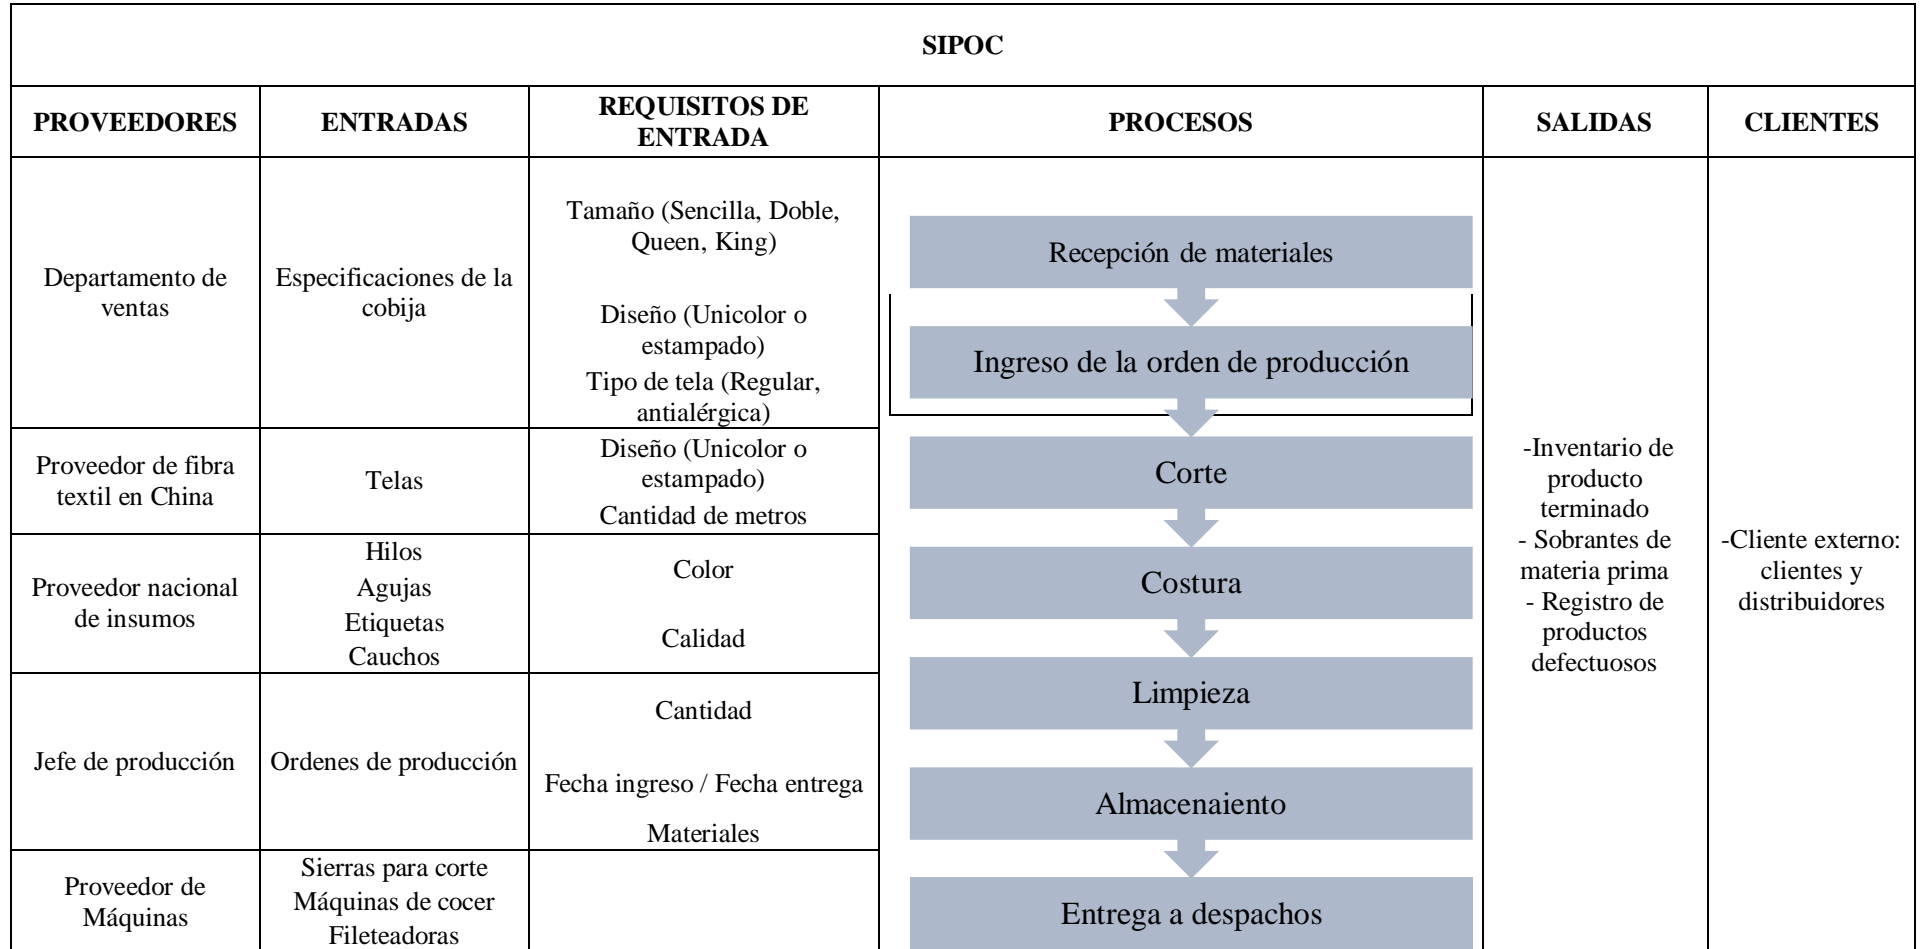 SIPOC
PROVEEDORES
ENTRADAS
REQUISITOS DE
ENTRADA
PROCESOS
SALIDAS
CLIENTES
Departamento de
ventas
Especificaciones de la
cobija
Tamaño (Sencilla, Doble,
Queen, King)
Diseño (Unicolor o
estampado)
Tipo de tela (Regular,
antialérgica)
Proveedor de fibra
textil en China
Telas
Diseño (Unicolor o
estampado)
Cantidad de metros
Proveedor nacional
de insumos
Hilos
Agujas
Etiquetas
Cauchos
Color
Calidad
Jefe de producción
Ordenes de producción
Cantidad
Fecha ingreso / Fecha entrega
Materiales
Proveedor de
Máquinas
Sierras para corte
Máquinas de cocer
Fileteadoras
Recepción de materiales
Ingreso de la orden de producción
Corte
Costura
Limpieza
Almacenaiento
Entrega a despachos
-Inventario de
producto
terminado
- Sobrantes de
materia prima
- Registro de
productos
defectuosos
-Cliente externo:
clientes y
distribuidores